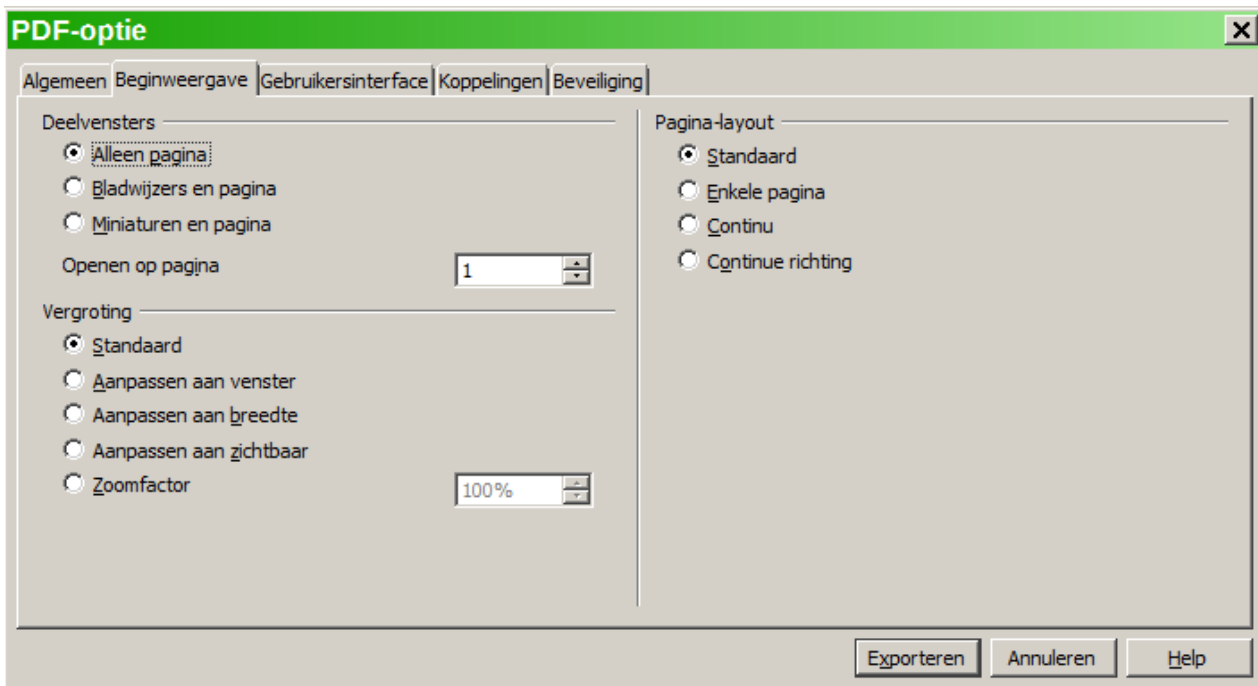 PDF-optie
Algemeen Beginweergave Gebruikersinterface Koppelingen Beveiliging
Deelvensters
Alleen pagina
Bladwijzers en pagina
Miniaturen en pagina
Openen op pagina 1
Vergroting
Standaard
Aanpassen aan venster
Aanpassen aan breedte
Aanpassen aan zichtbaar
Zoomfactor 100%
Pagina-layout
Standaard
Enkele pagina
Continu
Continue richting
Exporteren Annuleren Help